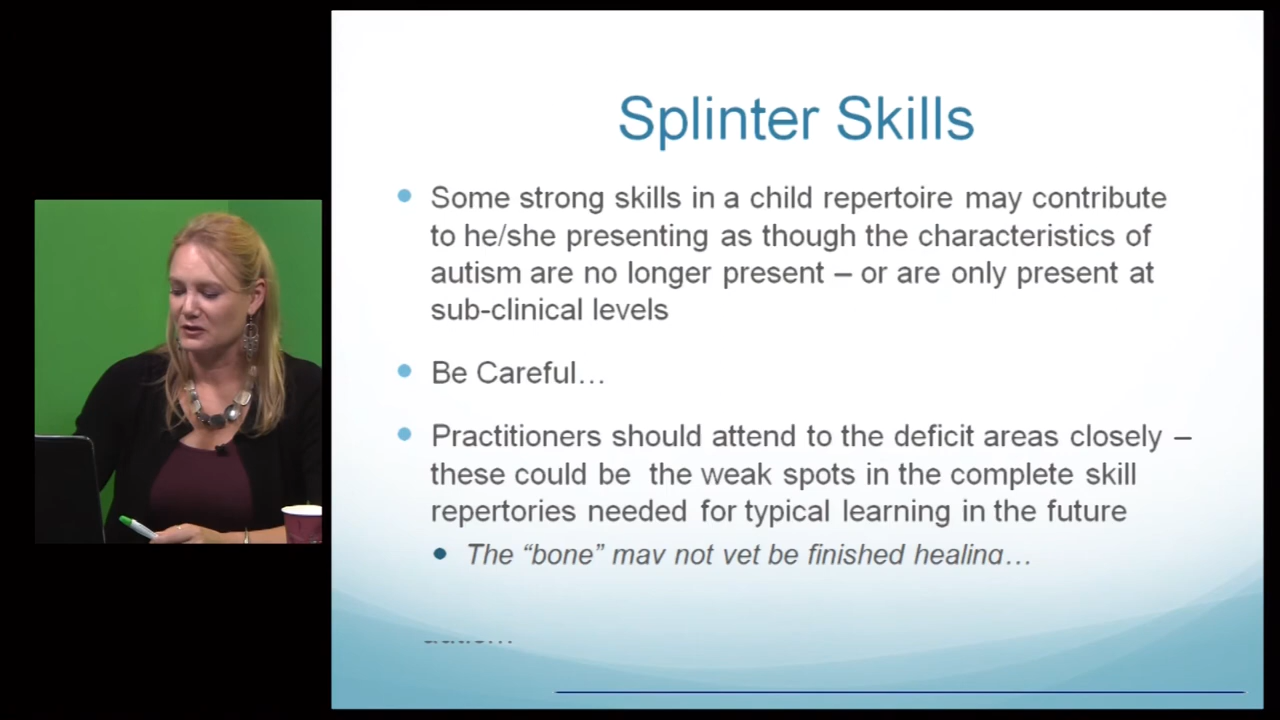 Splinter Skills
Some strong skills in a child repertoire may contribute
to he/she presenting as though the characteristics of
autism are no longer present – or are only present at
sub-clinical levels
Be Careful…
Practitioners should attend to the deficit areas closely –
these could be the weak spots in the complete skill
repertories needed for typical learning in the future
The “bone” may not yet be finished healing…